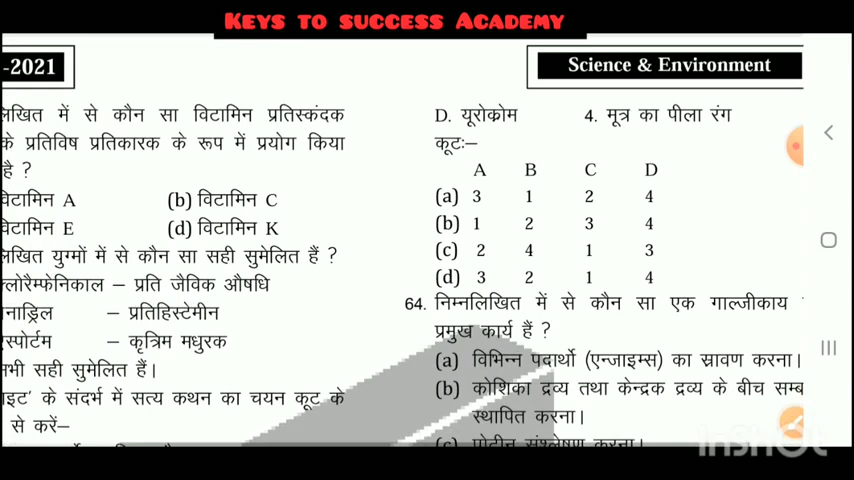 KEYS TO SUCCESS ACADEMY
-2021
Science & Environment
लिखित में से कौन सा विटामिन प्रतिस्कंदक
के प्रतिविष प्रतिकारक के रूप में प्रयोग किया
है ?
विटामिन A (b) विटामिन C
विटामिन E (d) विटामिन K
लिखित युग्मों में से कौन सा सही सुमेलित हैं ?
लोरैम्फेनिकाल – प्रति जैविक औषधि
नाड्रिल – प्रतिहिस्टेमीन
स्पोर्टम – कृत्रिम मधुरक
सभी सही सुमेलित हैं।
इट' के संदर्भ में सत्य कथन का चयन कूट के
से करें–
D. यूरोक्रोम 4. मूत्र का पीला रंग
कूटः–
A B C D
(a) 3 1 2 4
(b) 1 2 3 4
(c) 2 4 1 3
(d) 3 2 1 4
64. निम्नलिखित में से कौन सा एक गाल्जीकाय
प्रमुख कार्य हैं ?
(a) विभिन्न पदार्थो (एन्जाइम्स) का स्रावण करना।
(b) कोशिका द्रव्य तथा केन्द्रक द्रव्य के बीच सम्ब
स्थापित करना।
(c) प्रोटीन संश्लेषण करना।
InShot